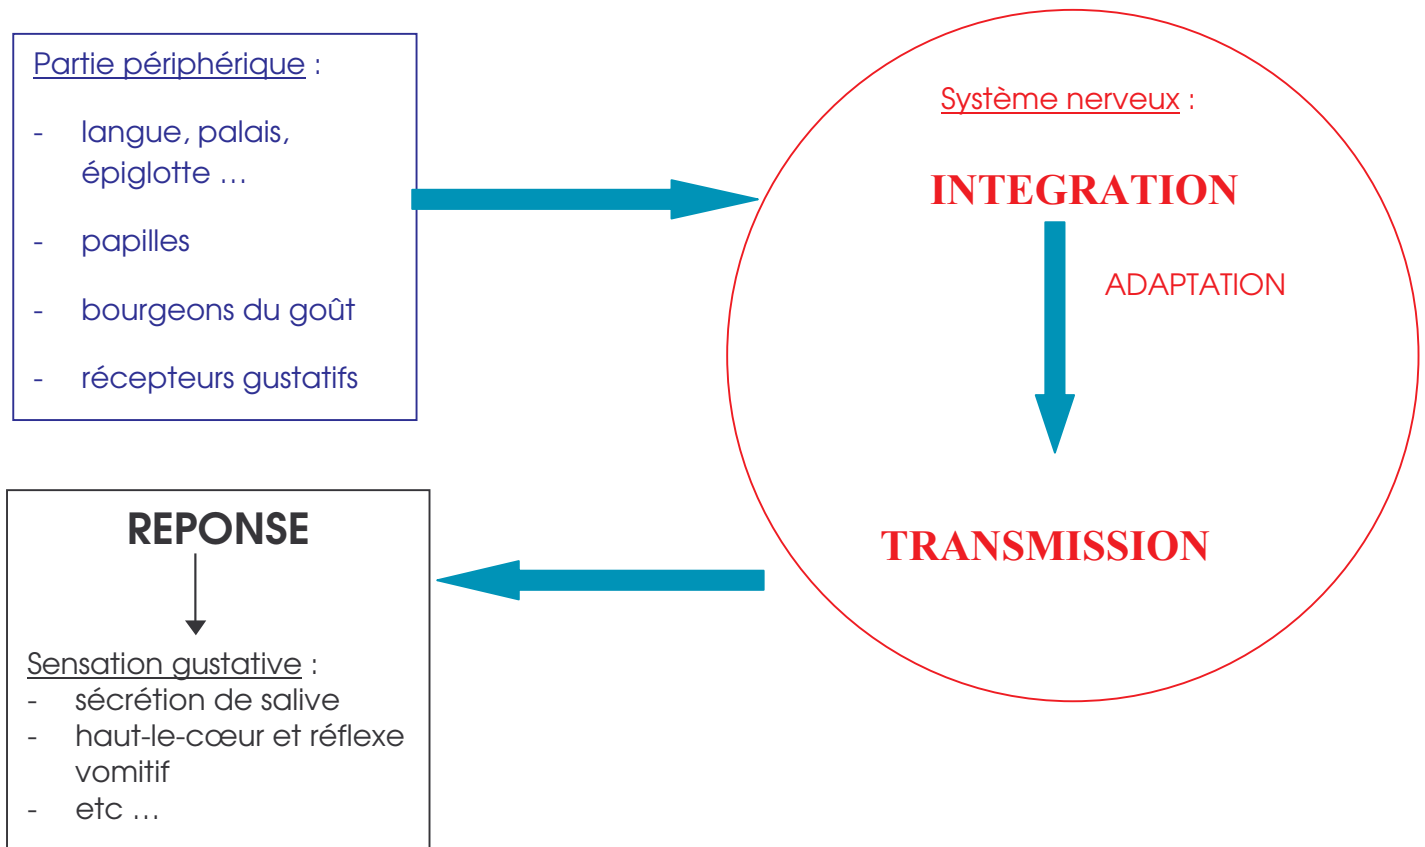 Partie périphérique :
- langue, palais,
épiglotte …
- papilles
- bourgeons du goût
- récepteurs gustatifs
Système nerveux :
INTEGRATION
ADAPTATION
TRANSMISSION
REPONSE
Sensation gustative :
- sécrétion de salive
- haut-le-cœur et réflexe
vomitif
- etc …